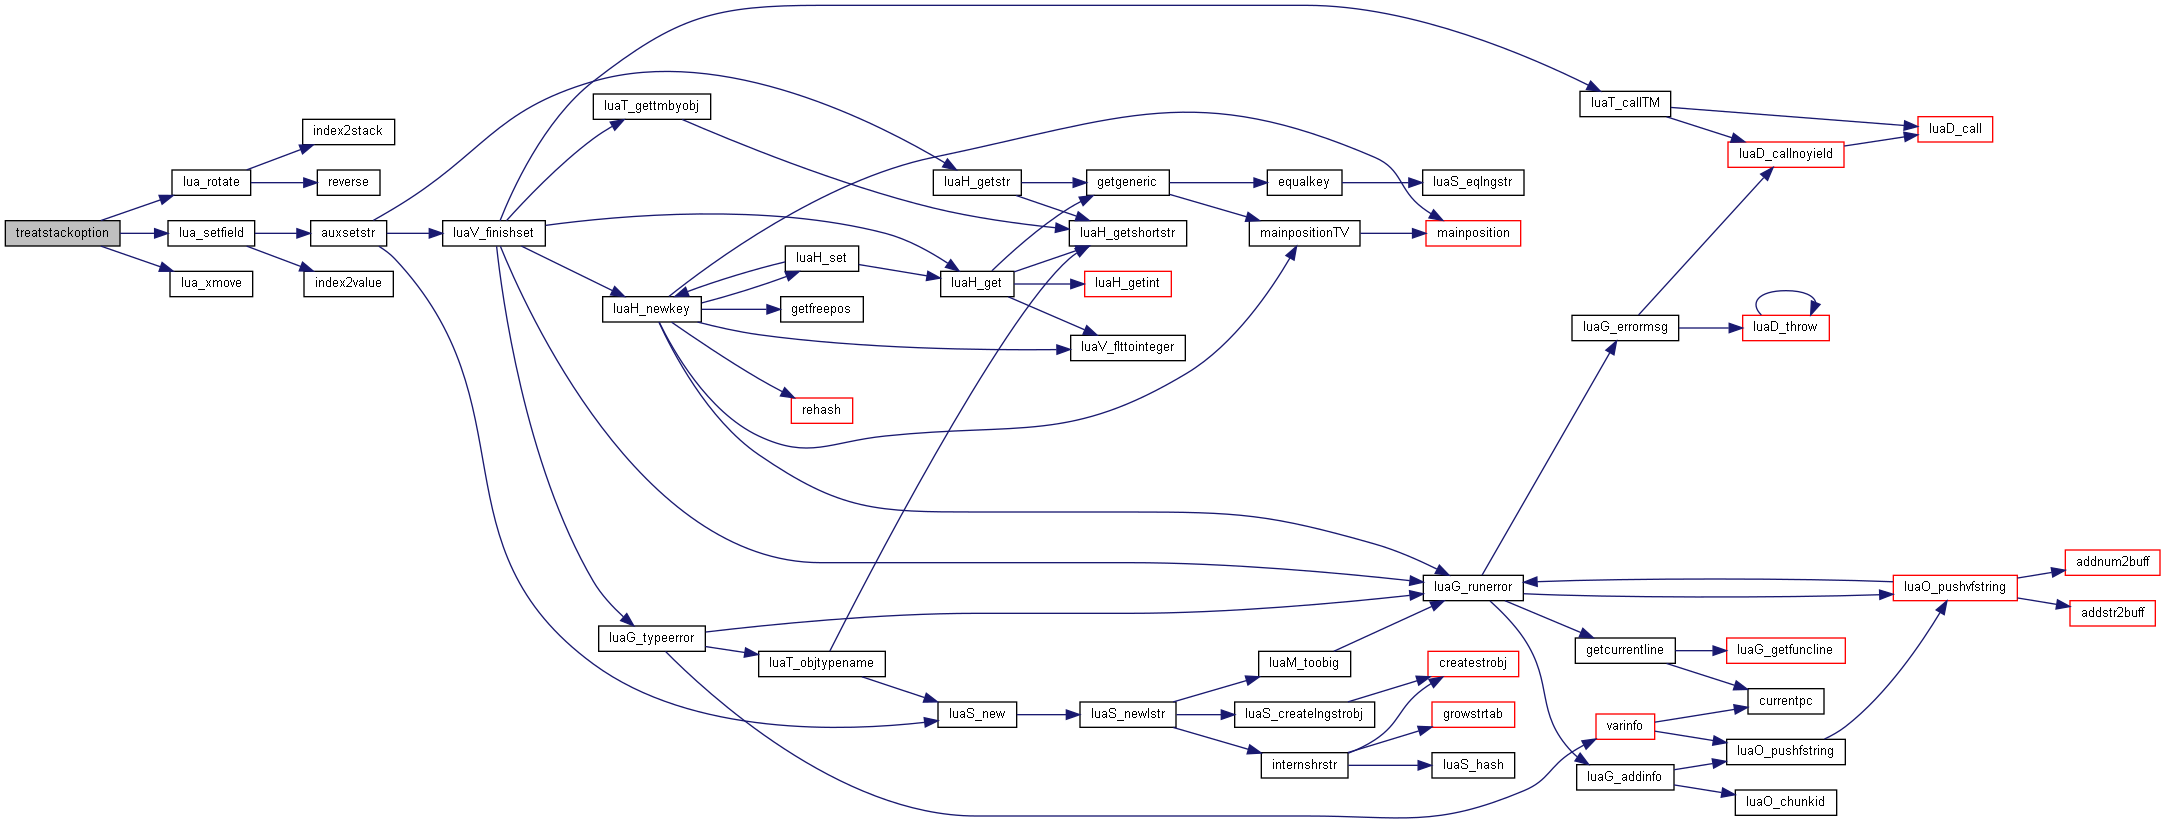 treatstackoption
lua_rotate
lua_setfield
lua_xmove
index2stack
reverse
auxsetstr
index2value
luaV_finishset
luaT_gettmbyobj
luaH_newkey
luaG_typeerror
luaH_set
getfreepos
rehash
luaT_objtypename
luaH_getstr
luaH_get
luaS_new
getgeneric
luaH_getshortstr
luaH_getint
luaV_flttointeger
luaS_newlstr
equalkey
mainpositionTV
luaM_toobig
luaS_createlngstrobj
internshrstr
luaS_eqlngstr
mainposition
luaG_runerror
createstrobj
growstrtab
luaS_hash
luaT_callTM
luaG_errormsg
getcurrentline
varinfo
luaG_addinfo
luaD_callnoyield
luaD_throw
luaG_getfuncline
currentpc
luaO_pushfstring
luaO_chunkid
luaD_call
luaO_pushvfstring
addnum2buff
addstr2buff